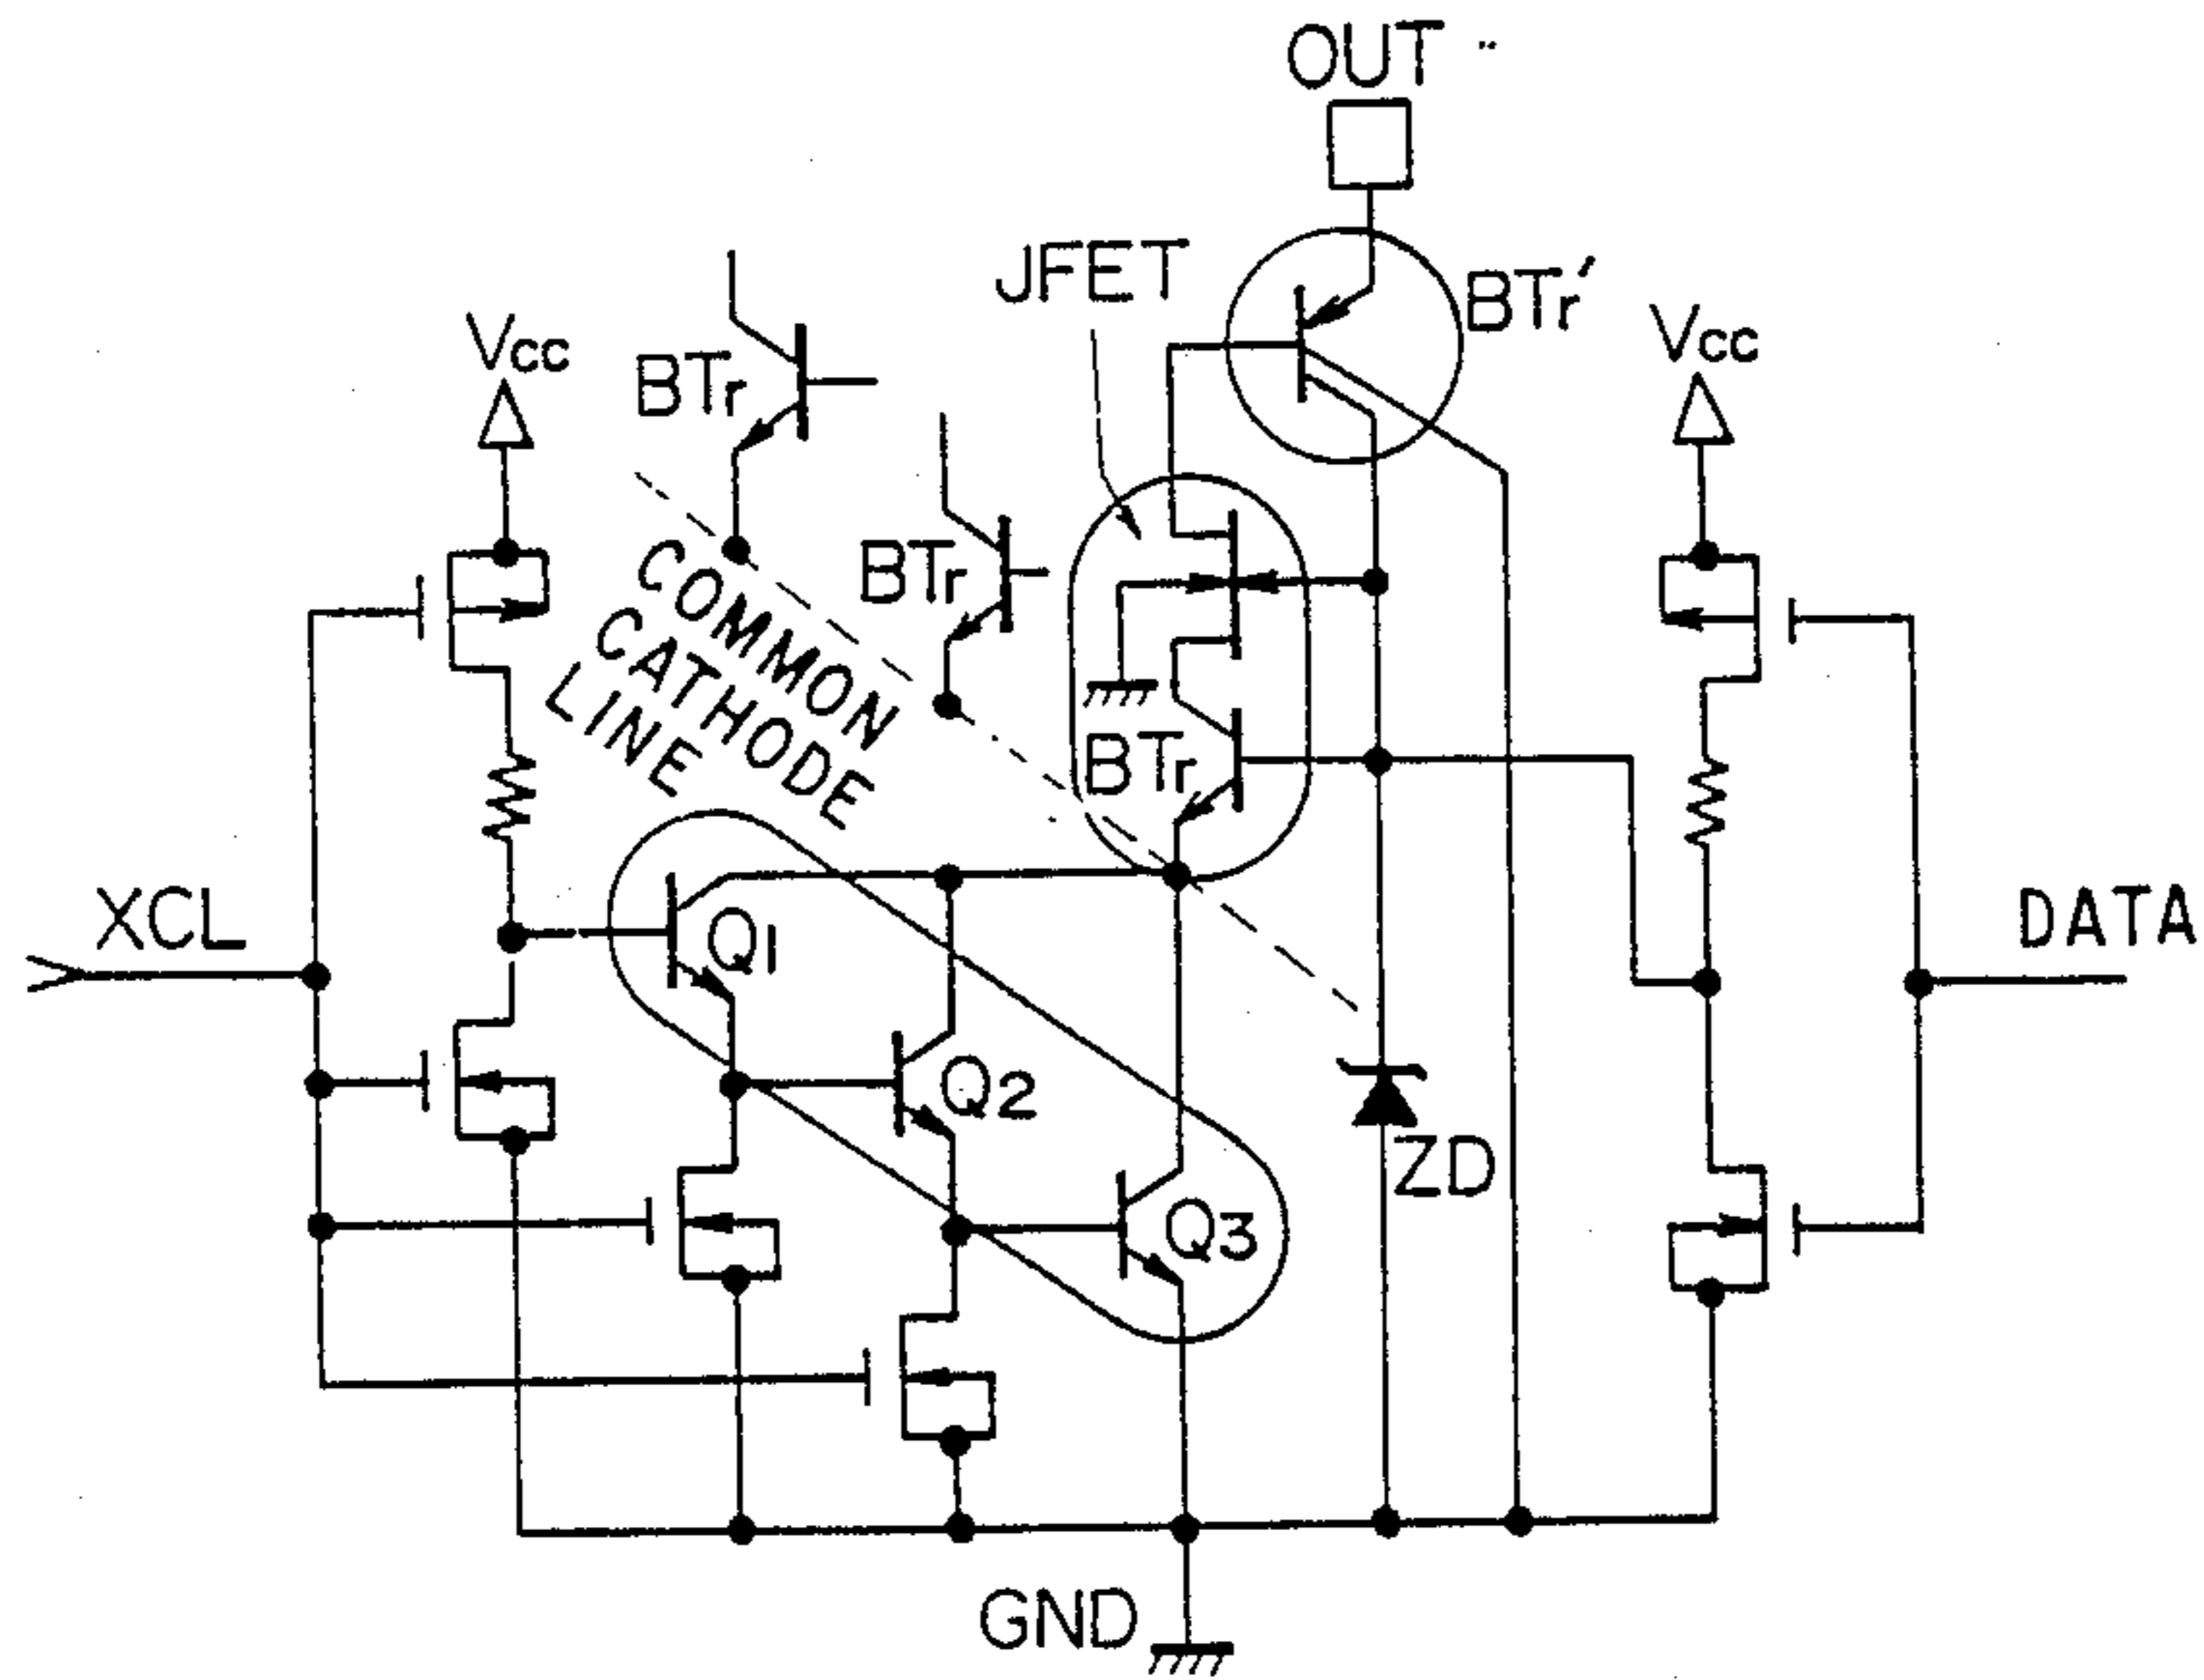 OUT
JFET
BTr'
Vcc
BTr
Vcc
BTr
COMMON
CATHODE
LINE
BTr
XCL
Q1
DATA
Q2
ZD
Q3
GND